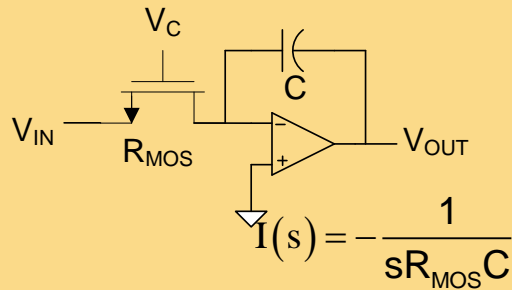 V_C
C
V_IN
R_MOS
−
+
V_OUT
I(s) = − 1 / (sR_MOS C)